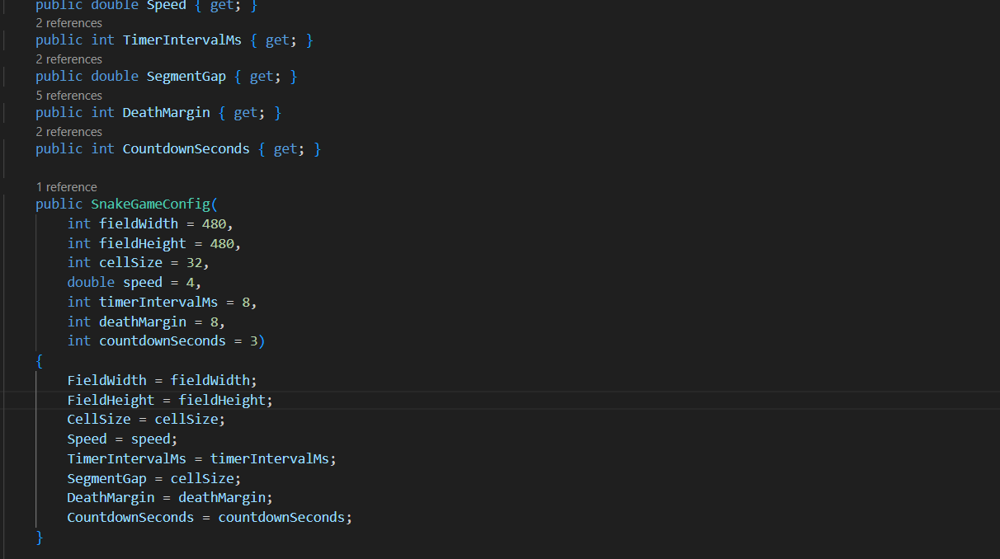 public double Speed { get; }
2 references
public int TimerIntervalMs { get; }
2 references
public double SegmentGap { get; }
5 references
public int DeathMargin { get; }
2 references
public int CountdownSeconds { get; }
1 reference
public SnakeGameConfig(
int fieldWidth = 480,
int fieldHeight = 480,
int cellSize = 32,
double speed = 4,
int timerIntervalMs = 8,
int deathMargin = 8,
int countdownSeconds = 3)
{
FieldWidth = fieldWidth;
FieldHeight = fieldHeight;
CellSize = cellSize;
Speed = speed;
TimerIntervalMs = timerIntervalMs;
SegmentGap = cellSize;
DeathMargin = deathMargin;
CountdownSeconds = countdownSeconds;
}